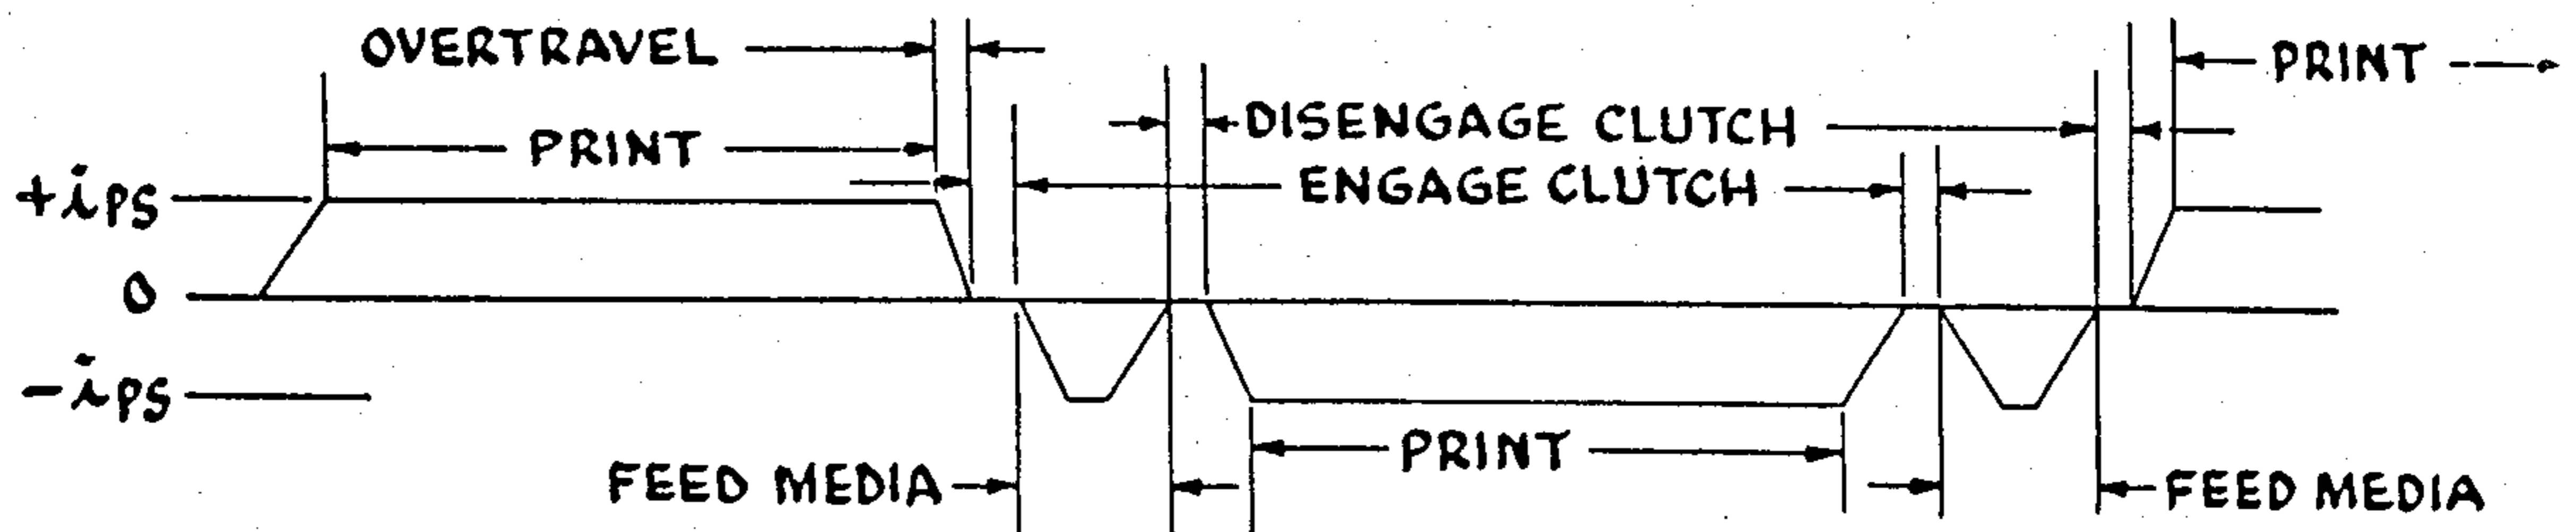 OVERTRAVEL
PRINT
DISENGAGE CLUTCH
PRINT
ENGAGE CLUTCH
+ips
0
-ips
PRINT
FEED MEDIA
FEED MEDIA